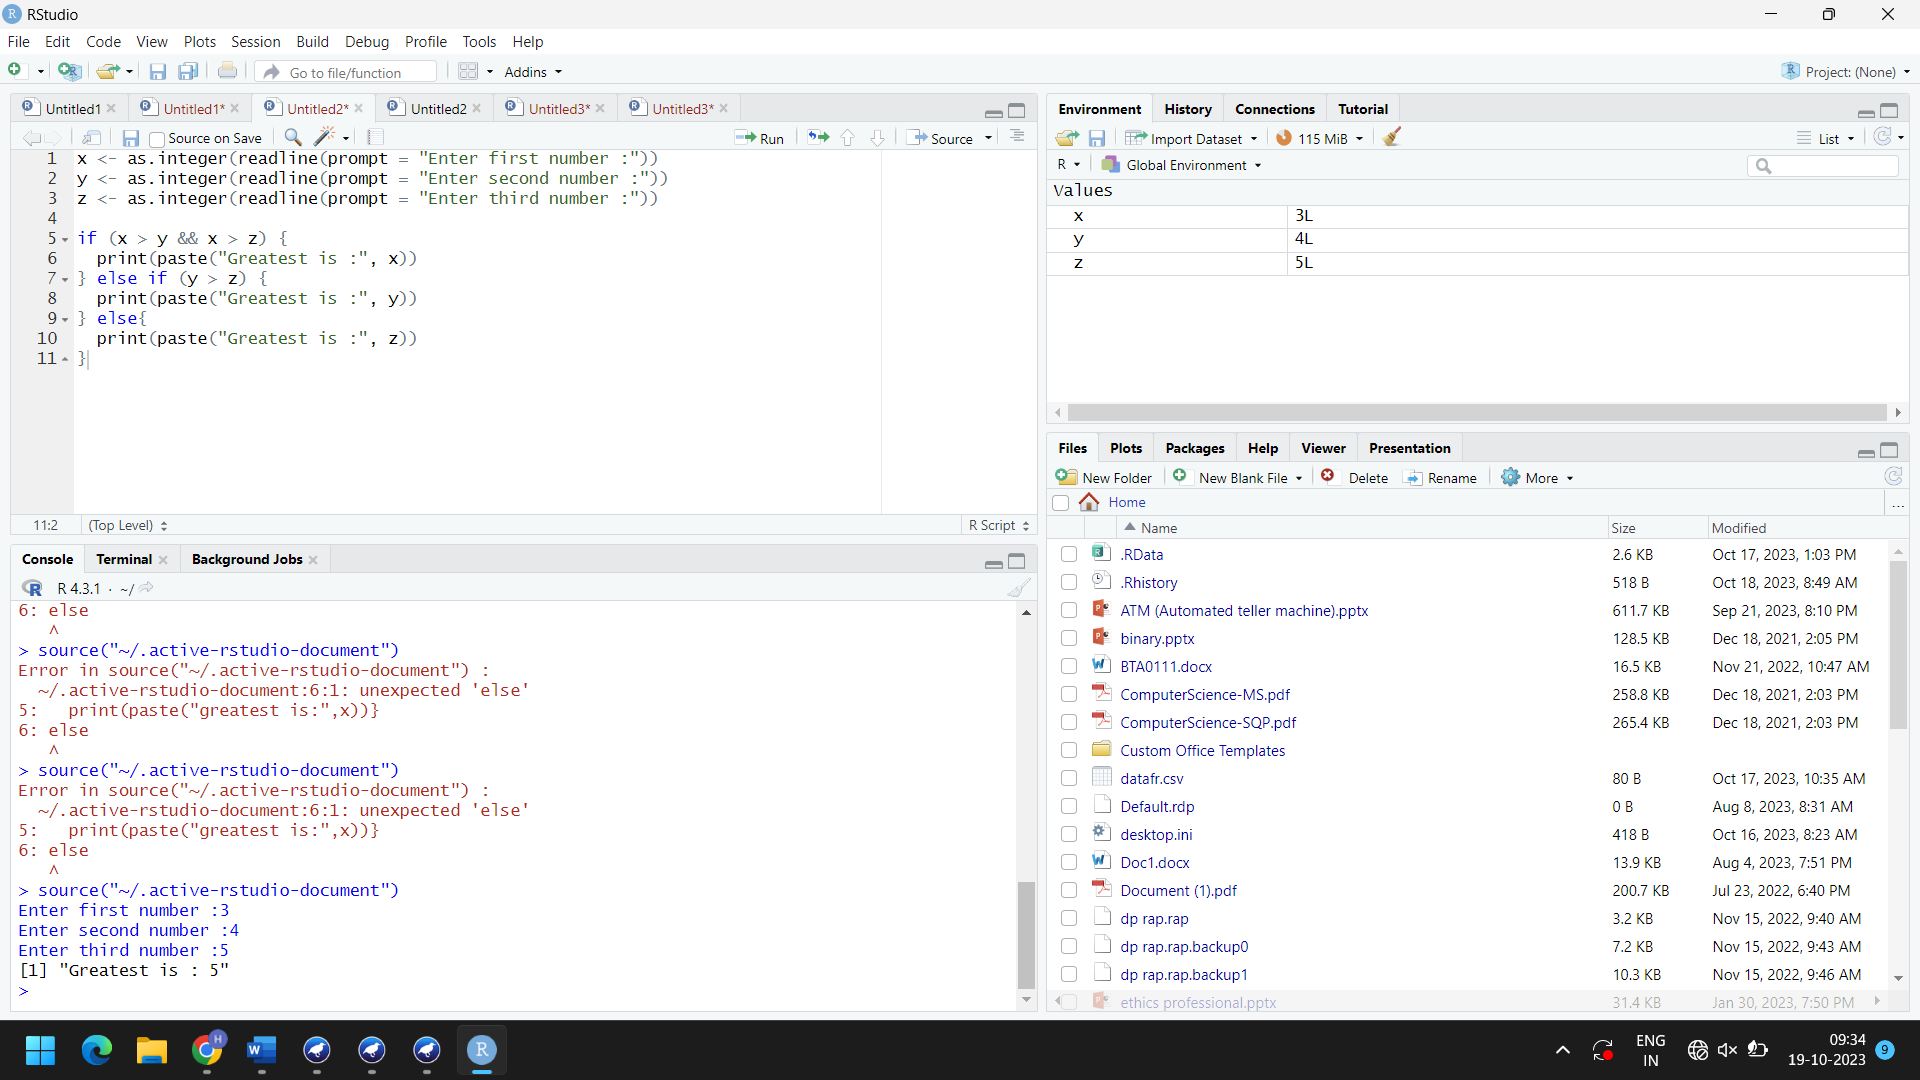 RStudio
File Edit Code View Plots Session Build Debug Profile Tools Help
Go to file/function Addins Project: (None)
Untitled1 Untitled1* Untitled2* Untitled2 Untitled3* Untitled3*
Source on Save Run Source
1 x <- as.integer(readline(prompt = "Enter first number :"))
2 y <- as.integer(readline(prompt = "Enter second number :"))
3 z <- as.integer(readline(prompt = "Enter third number :"))
4
5 if (x > y && x > z) {
6 print(paste("Greatest is :", x))
7 } else if (y > z) {
8 print(paste("Greatest is :", y))
9 } else{
10 print(paste("Greatest is :", z))
11 }
11:2 (Top Level) R Script
Console Terminal Background Jobs
R 4.3.1 · ~/
6: else
^
> source("~/.active-rstudio-document")
Error in source("~/.active-rstudio-document") :
~/.active-rstudio-document:6:1: unexpected 'else'
5: print(paste("greatest is:",x))}
6: else
^
> source("~/.active-rstudio-document")
Error in source("~/.active-rstudio-document") :
~/.active-rstudio-document:6:1: unexpected 'else'
5: print(paste("greatest is:",x))}
6: else
^
> source("~/.active-rstudio-document")
Enter first number :3
Enter second number :4
Enter third number :5
[1] "Greatest is : 5"
>
Environment History Connections Tutorial
Import Dataset 115 MiB List
R Global Environment
Values
x 3L
y 4L
z 5L
Files Plots Packages Help Viewer Presentation
New Folder New Blank File Delete Rename More
Home ...
Name Size Modified
.RData 2.6 KB Oct 17, 2023, 1:03 PM
.Rhistory 518 B Oct 18, 2023, 8:49 AM
ATM (Automated teller machine).pptx 611.7 KB Sep 21, 2023, 8:10 PM
binary.pptx 128.5 KB Dec 18, 2021, 2:05 PM
BTA0111.docx 16.5 KB Nov 21, 2022, 10:47 AM
ComputerScience-MS.pdf 258.8 KB Dec 18, 2021, 2:03 PM
ComputerScience-SQP.pdf 265.4 KB Dec 18, 2021, 2:03 PM
Custom Office Templates
datafr.csv 80 B Oct 17, 2023, 10:35 AM
Default.rdp 0 B Aug 8, 2023, 8:31 AM
desktop.ini 418 B Oct 16, 2023, 8:23 AM
Doc1.docx 13.9 KB Aug 4, 2023, 7:51 PM
Document (1).pdf 200.7 KB Jul 23, 2022, 6:40 PM
dp rap.rap 3.2 KB Nov 15, 2022, 9:40 AM
dp rap.rap.backup0 7.2 KB Nov 15, 2022, 9:43 AM
dp rap.rap.backup1 10.3 KB Nov 15, 2022, 9:46 AM
ethics professional.pptx 31.4 KB Jan 30, 2023, 7:50 PM
ENG
IN
09:34
19-10-2023
9